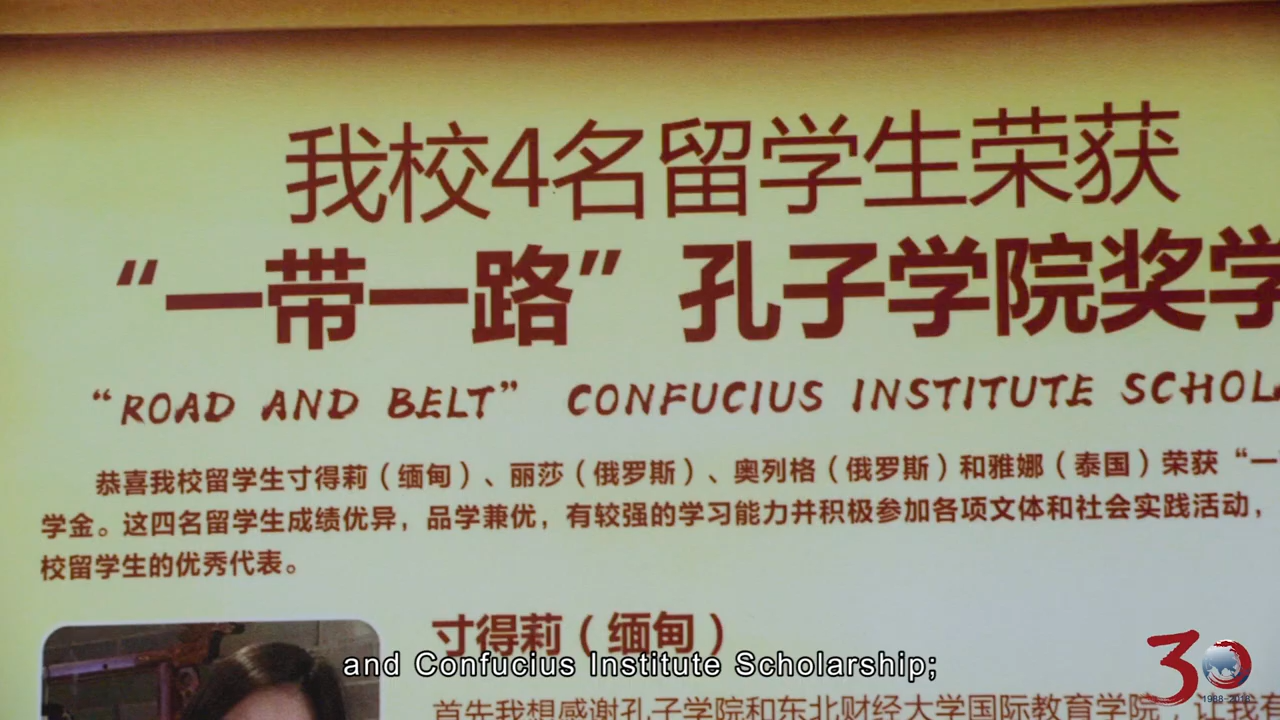 我校4名留学生荣获
“一带一路”孔子学院奖学
“ROAD AND BELT” CONFUCIUS INSTITUTE SCHOL
恭喜我校留学生寸得莉（缅甸）、丽莎（俄罗斯）、奥列格（俄罗斯）和雅娜（泰国）荣获“一
学金。这四名留学生成绩优异，品学兼优，有较强的学习能力并积极参加各项文体和社会实践活动，
校留学生的优秀代表。
寸得莉（缅甸）
and Confucius Institute Scholarship;
首先我想感谢孔子学院和东北财经大学国际教育学院，让我有
30
1988-2018